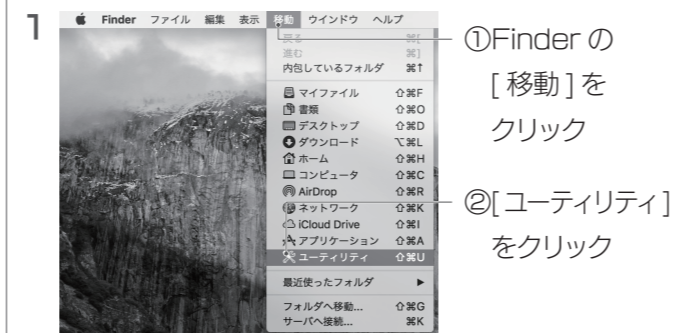 1
Finder ファイル 編集 表示 移動 ウインドウ ヘルプ
戻る ⌘[
進む ⌘]
内包しているフォルダ ⌘↑
マイファイル ⇧⌘F
書類 ⇧⌘O
デスクトップ ⇧⌘D
ダウンロード ⌥⌘L
ホーム ⇧⌘H
コンピュータ ⇧⌘C
AirDrop ⇧⌘R
ネットワーク ⇧⌘K
iCloud Drive ⇧⌘I
アプリケーション ⇧⌘A
ユーティリティ ⇧⌘U
最近使ったフォルダ ▶
フォルダへ移動... ⇧⌘G
サーバへ接続... ⌘K
①Finder の
[ 移動 ] を
クリック
②[ ユーティリティ ]
をクリック